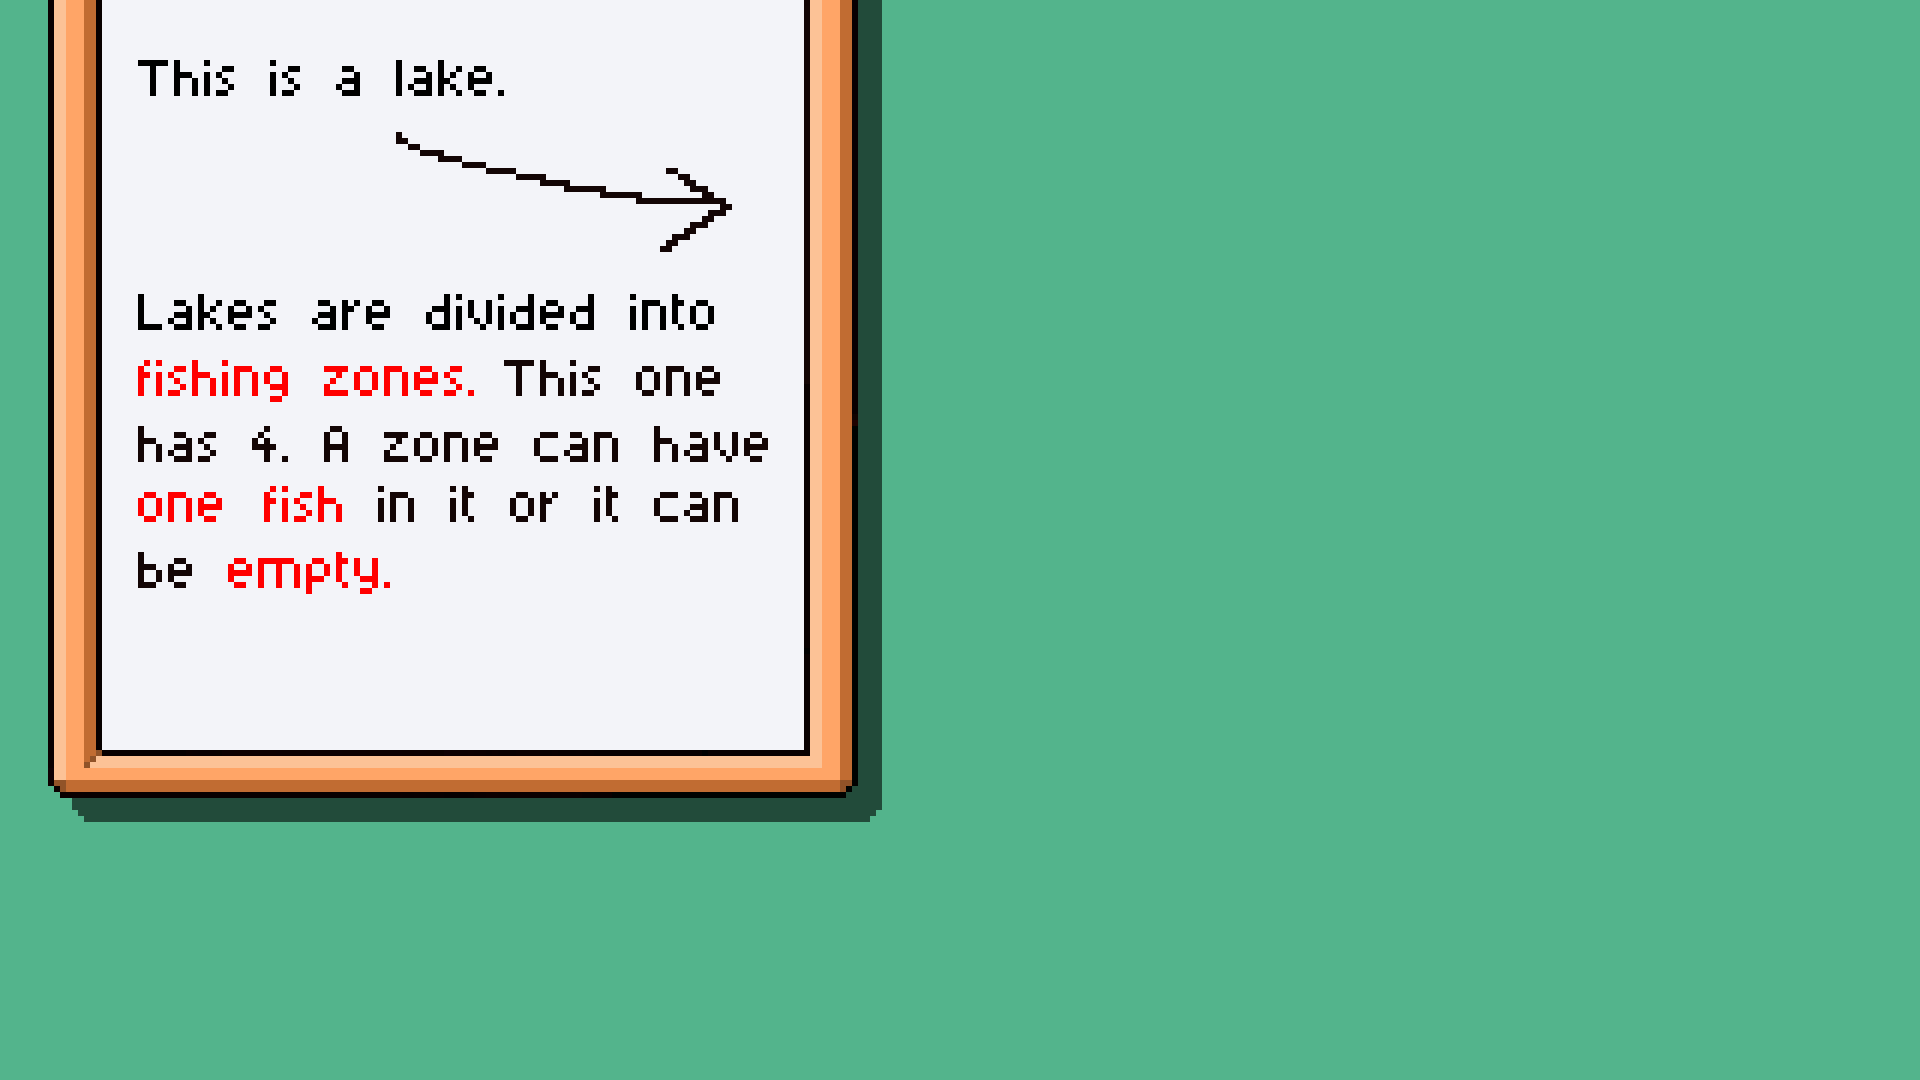 This is a lake.
Lakes are divided into
fishing zones. This one
has 4. A zone can have
one fish in it or it can
be empty.